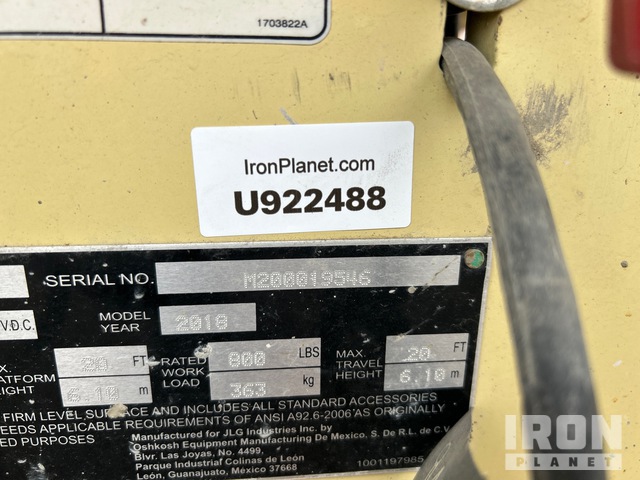 1703822A
IronPlanet.com
U922488
SERIAL NO. M200019546
V.D.C.
MODEL YEAR 2018
PLATFORM HEIGHT 20 FT 6.10 m
RATED WORK LOAD 800 LBS 363 kg
MAX TRAVEL HEIGHT 20 FT 6.10 m
FIRM LEVEL SURFACE AND INCLUDES ALL STANDARD ACCESSORIES
APPLICABLE REQUIREMENTS OF ANSI A92.6-2006 AS ORIGINALLY
PURPOSES
Manufactured for JLG Industries Inc. by
Oshkosh Equipment Manufacturing De Mexico, S. De R.L. de C.V.
Blvr. Las Joyas, No. 4499,
Parque Industrial Colinas de León
León, Guanajuato, México 37668
1001197985
IRON
PLANET